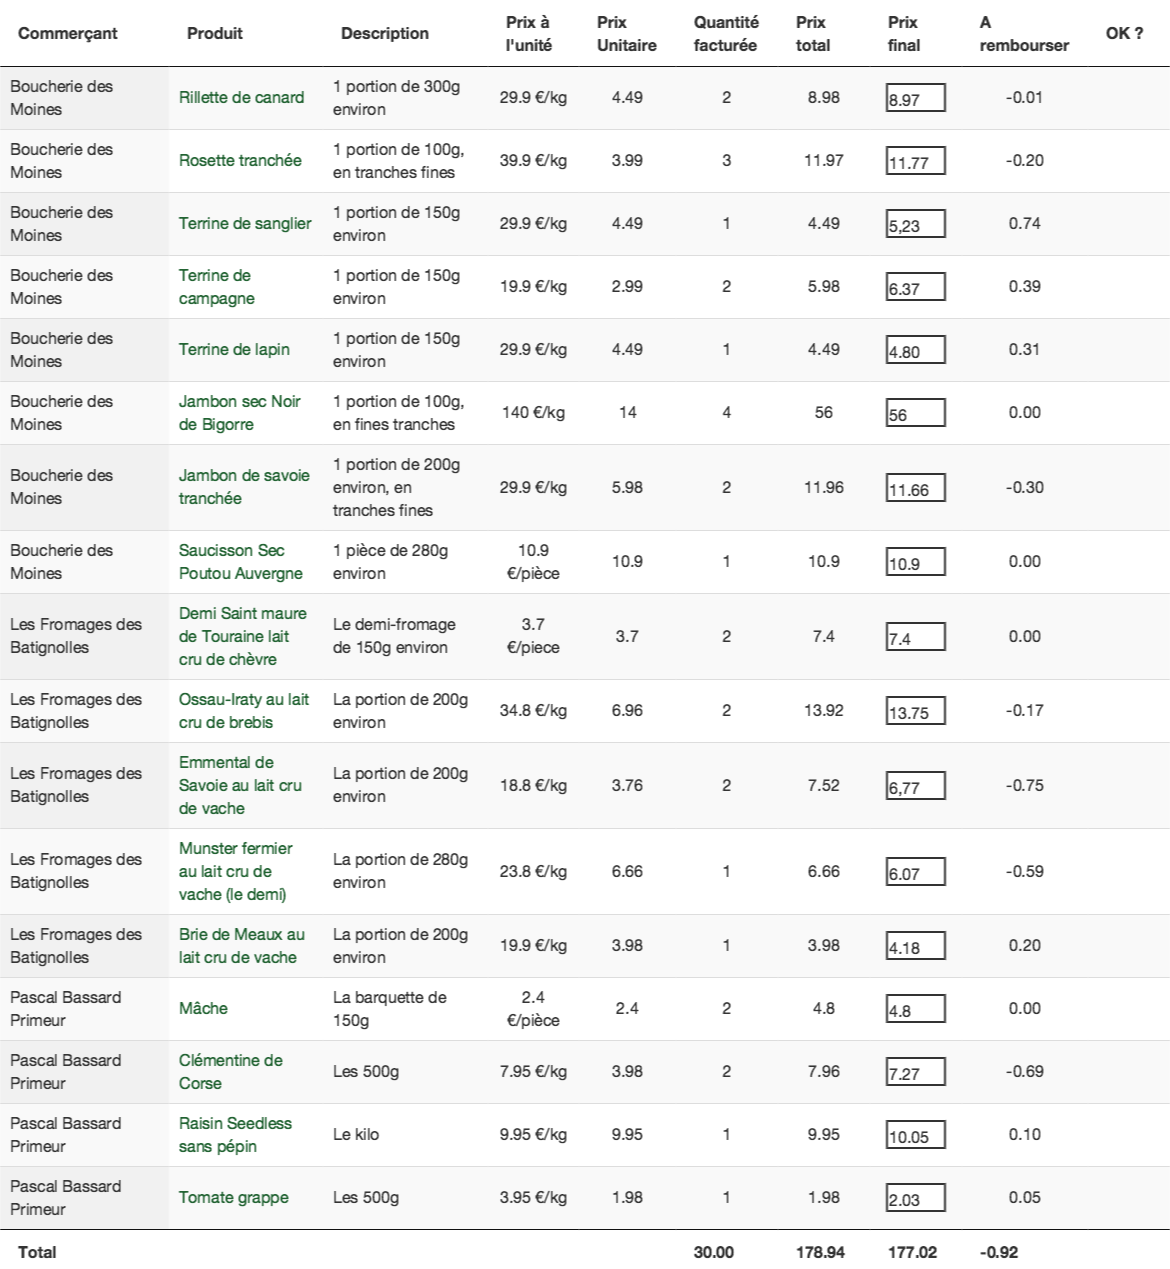 Commerçant Produit Description Prix à l'unité Prix Unitaire Quantité facturée Prix total Prix final A rembourser OK ?
Boucherie des Moines Rillette de canard 1 portion de 300g environ 29.9 €/kg 4.49 2 8.98 8.97 -0.01
Boucherie des Moines Rosette tranchée 1 portion de 100g, en tranches fines 39.9 €/kg 3.99 3 11.97 11.77 -0.20
Boucherie des Moines Terrine de sanglier 1 portion de 150g environ 29.9 €/kg 4.49 1 4.49 5,23 0.74
Boucherie des Moines Terrine de campagne 1 portion de 150g environ 19.9 €/kg 2.99 2 5.98 6.37 0.39
Boucherie des Moines Terrine de lapin 1 portion de 150g environ 29.9 €/kg 4.49 1 4.49 4.80 0.31
Boucherie des Moines Jambon sec Noir de Bigorre 1 portion de 100g, en fines tranches 140 €/kg 14 4 56 56 0.00
Boucherie des Moines Jambon de savoie tranchée 1 portion de 200g environ, en tranches fines 29.9 €/kg 5.98 2 11.96 11.66 -0.30
Boucherie des Moines Saucisson Sec Poutou Auvergne 1 pièce de 280g environ 10.9 €/pièce 10.9 1 10.9 10.9 0.00
Les Fromages des Batignolles Demi Saint maure de Touraine lait cru de chèvre Le demi-fromage de 150g environ 3.7 €/piece 3.7 2 7.4 7.4 0.00
Les Fromages des Batignolles Ossau-Iraty au lait cru de brebis La portion de 200g environ 34.8 €/kg 6.96 2 13.92 13.75 -0.17
Les Fromages des Batignolles Emmental de Savoie au lait cru de vache La portion de 200g environ 18.8 €/kg 3.76 2 7.52 6,77 -0.75
Les Fromages des Batignolles Munster fermier au lait cru de vache (le demi) La portion de 280g environ 23.8 €/kg 6.66 1 6.66 6.07 -0.59
Les Fromages des Batignolles Brie de Meaux au lait cru de vache La portion de 200g environ 19.9 €/kg 3.98 1 3.98 4.18 0.20
Pascal Bassard Primeur Mâche La barquette de 150g 2.4 €/pièce 2.4 2 4.8 4.8 0.00
Pascal Bassard Primeur Clémentine de Corse Les 500g 7.95 €/kg 3.98 2 7.96 7.27 -0.69
Pascal Bassard Primeur Raisin Seedless sans pépin Le kilo 9.95 €/kg 9.95 1 9.95 10.05 0.10
Pascal Bassard Primeur Tomate grappe Les 500g 3.95 €/kg 1.98 1 1.98 2.03 0.05
Total 30.00 178.94 177.02 -0.92